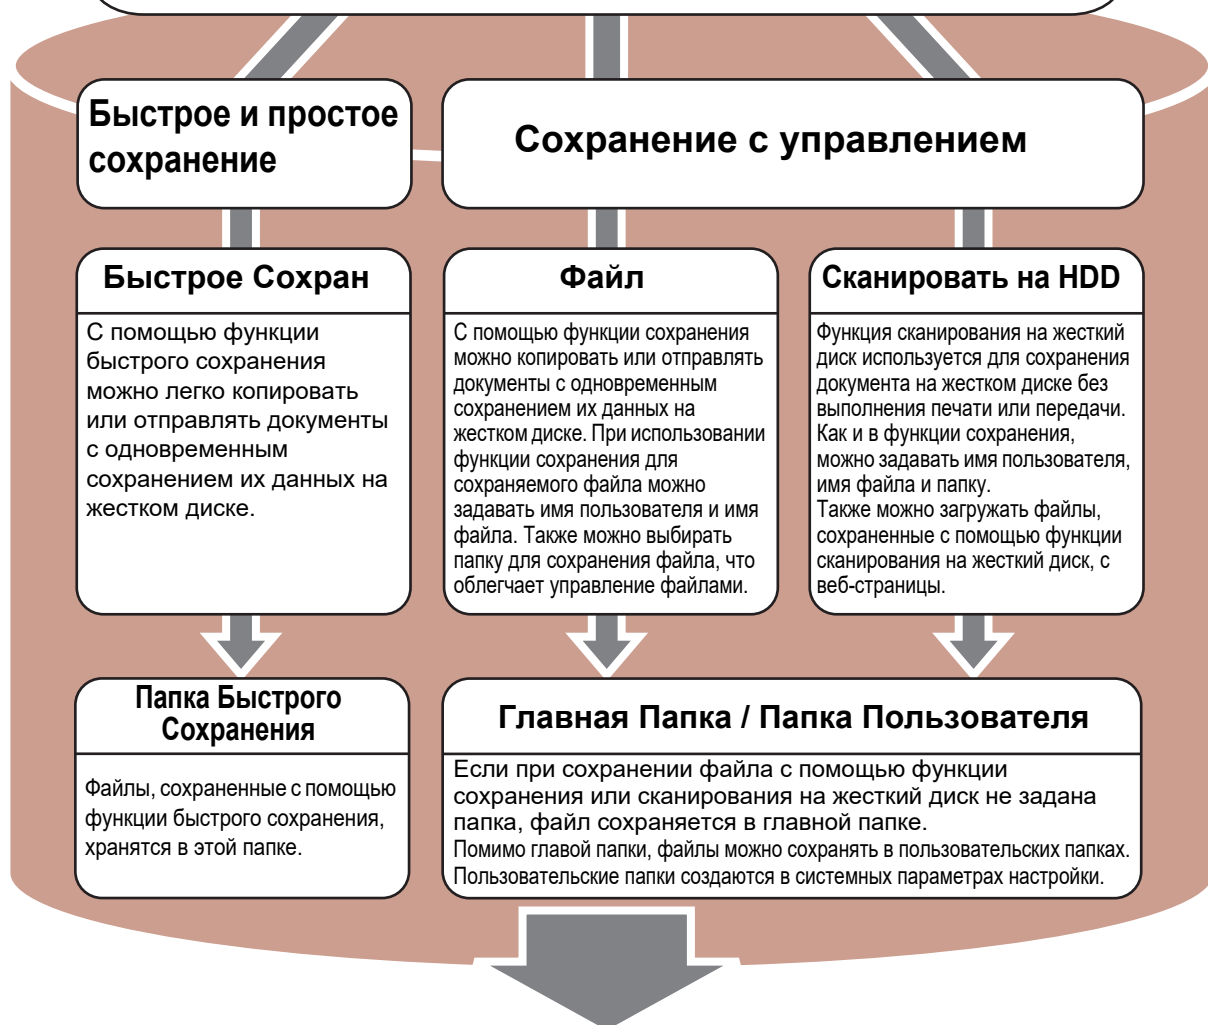 Быстрое и простое
сохранение
Сохранение с управлением
Быстрое Сохран
С помощью функции
быстрого сохранения
можно легко копировать
или отправлять документы
с одновременным
сохранением их данных на
жестком диске.
Файл
С помощью функции сохранения
можно копировать или отправлять
документы с одновременным
сохранением их данных на
жестком диске. При использовании
функции сохранения для
сохраняемого файла можно
задавать имя пользователя и имя
файла. Также можно выбирать
папку для сохранения файла, что
облегчает управление файлами.
Сканировать на HDD
Функция сканирования на жесткий
диск используется для сохранения
документа на жестком диске без
выполнения печати или передачи.
Как и в функции сохранения,
можно задавать имя пользователя,
имя файла и папку.
Также можно загружать файлы,
сохраненные с помощью функции
сканирования на жесткий диск, с
веб-страницы.
Папка Быстрого
Сохранения
Файлы, сохраненные с помощью
функции быстрого сохранения,
хранятся в этой папке.
Главная Папка / Папка Пользователя
Если при сохранении файла с помощью функции
сохранения или сканирования на жесткий диск не задана
папка, файл сохраняется в главной папке.
Помимо главой папки, файлы можно сохранять в пользовательских папках.
Пользовательские папки создаются в системных параметрах настройки.